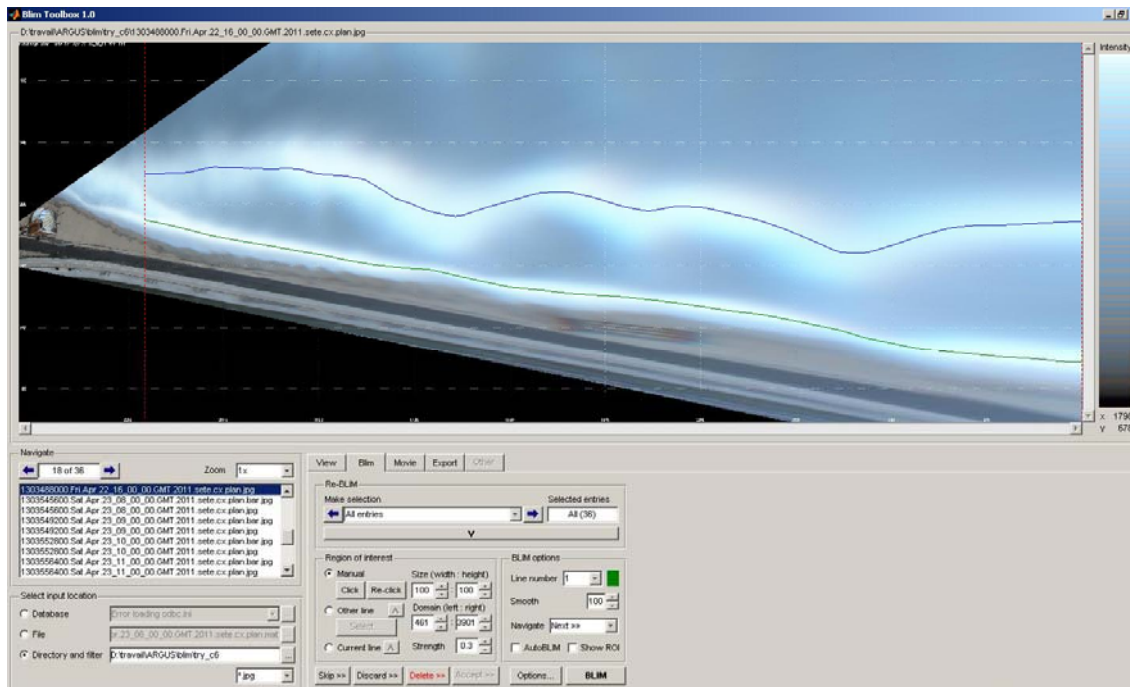 Blim Toolbox 1.0
D:\travail\ARGUS\blim\try_c6\1303488000.Fri.Apr.22_16_00_00.GMT.2011.sete.cx.plan.jpg
Intensity
x 1798
y 678
Navigate
18 of 36
Zoom 1x
1303488000.Fri.Apr.22_16_00_00.GMT.2011.sete.cx.plan.jpg
1303545600.Sat.Apr.23_08_00_00.GMT.2011.sete.cx.plan.bar.jpg
1303545600.Sat.Apr.23_08_00_00.GMT.2011.sete.cx.plan.jpg
1303549200.Sat.Apr.23_09_00_00.GMT.2011.sete.cx.plan.bar.jpg
1303549200.Sat.Apr.23_09_00_00.GMT.2011.sete.cx.plan.jpg
1303552800.Sat.Apr.23_10_00_00.GMT.2011.sete.cx.plan.bar.jpg
1303552800.Sat.Apr.23_10_00_00.GMT.2011.sete.cx.plan.jpg
1303556400.Sat.Apr.23_11_00_00.GMT.2011.sete.cx.plan.bar.jpg
1303556400.Sat.Apr.23_11_00_00.GMT.2011.sete.cx.plan.jpg
Select input location
Database Error loading odbc.ini
File pr.23_08_00_00.GMT.2011.sete.cx.plan.mat
Directory and filter D:\travail\ARGUS\blim\try_c6 ...
*.jpg
View Blim Movie Export Other
Re-BLIM
Make selection Selected entries
All entries All (36)
V
Region of interest
Manual Size (width : height)
Click Re-click 100 : 100
Other line A Domain (left : right)
Select 461 : 3901
Current line A Strength 0.3
BLIM options
Line number 1
Smooth 100
Navigate Next >>
AutoBLIM Show ROI
Skip >> Discard >> Delete >> Accept >> Options... BLIM